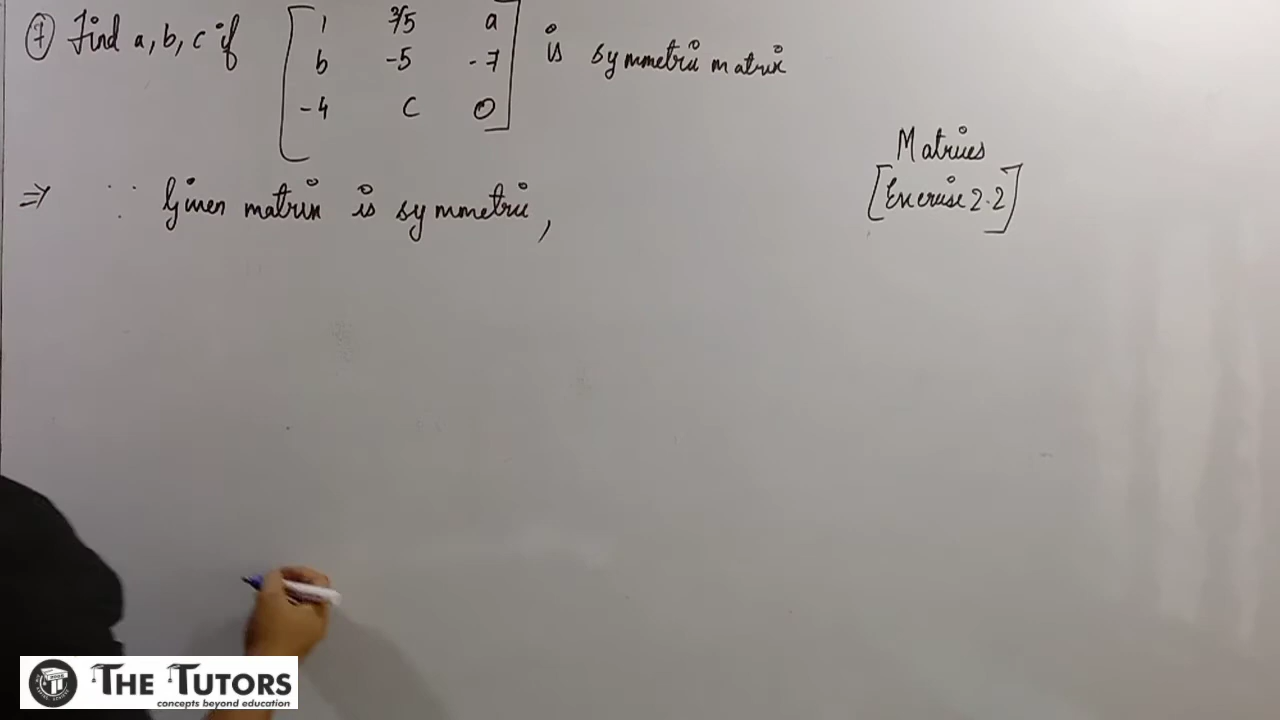 ⑦ Find a, b, c if [ 1 3/5 a is symmetric matrix
b -5 -7
-4 c 0 ]
Matrices
[Exercise 2.2]
⇒ ∵ Given matrix is symmetric,
THE TUTORS
concepts beyond education